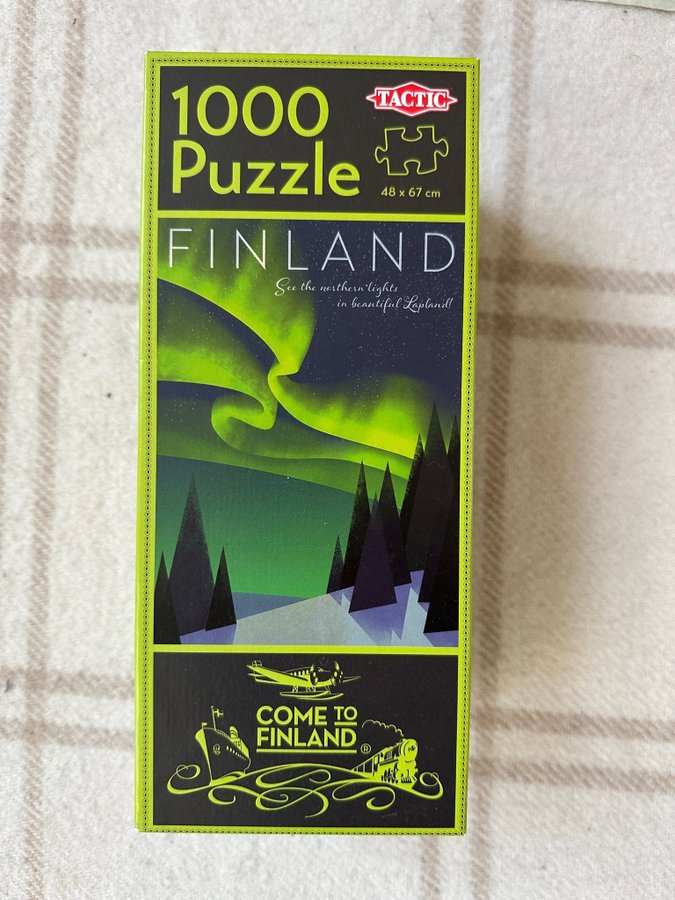 1000
Puzzle
TACTIC
48 x 67 cm
FINLAND
See the northern lights
in beautiful Lapland!
COME TO
FINLAND ®